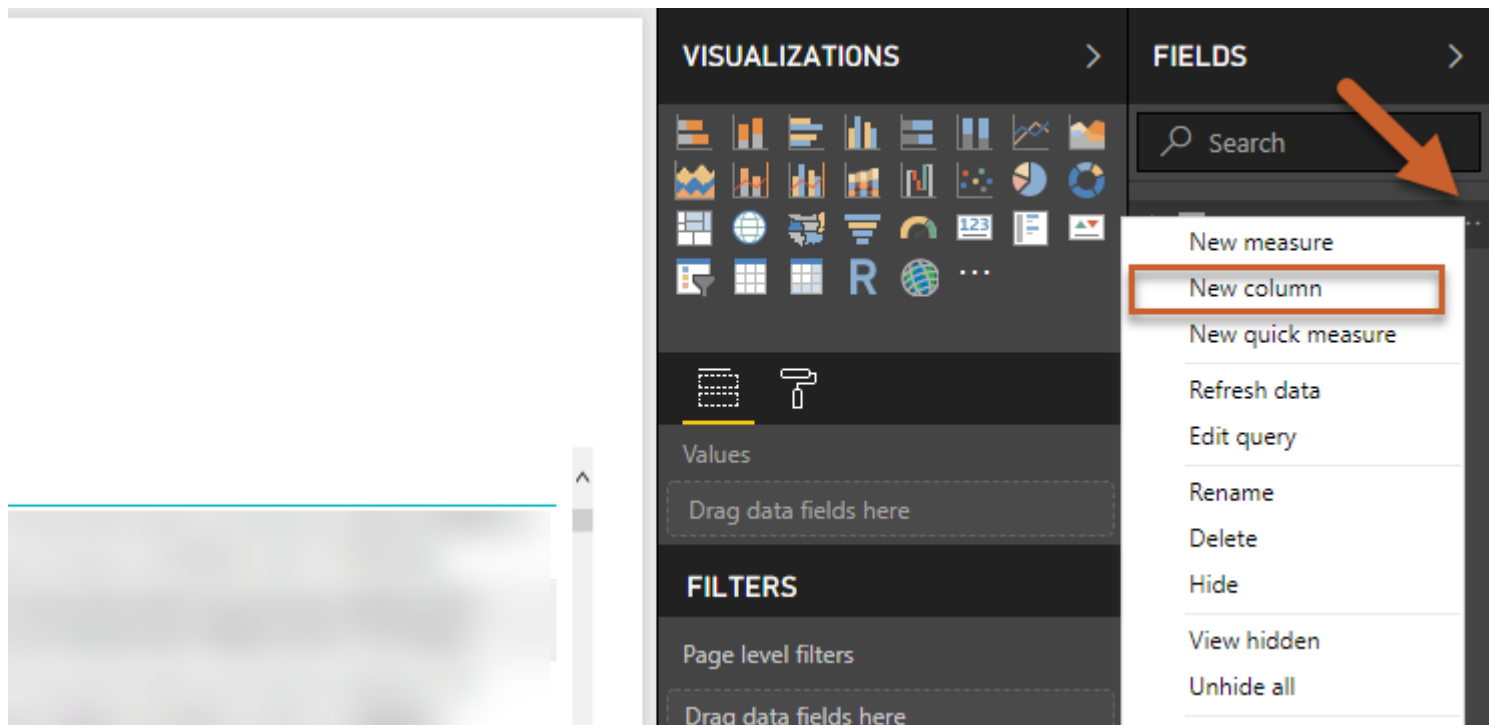 VISUALIZATIONS
FIELDS
Search
123
R
New measure
New column
New quick measure
Refresh data
Edit query
Rename
Delete
Hide
View hidden
Unhide all
Values
Drag data fields here
FILTERS
Page level filters
Drag data fields here